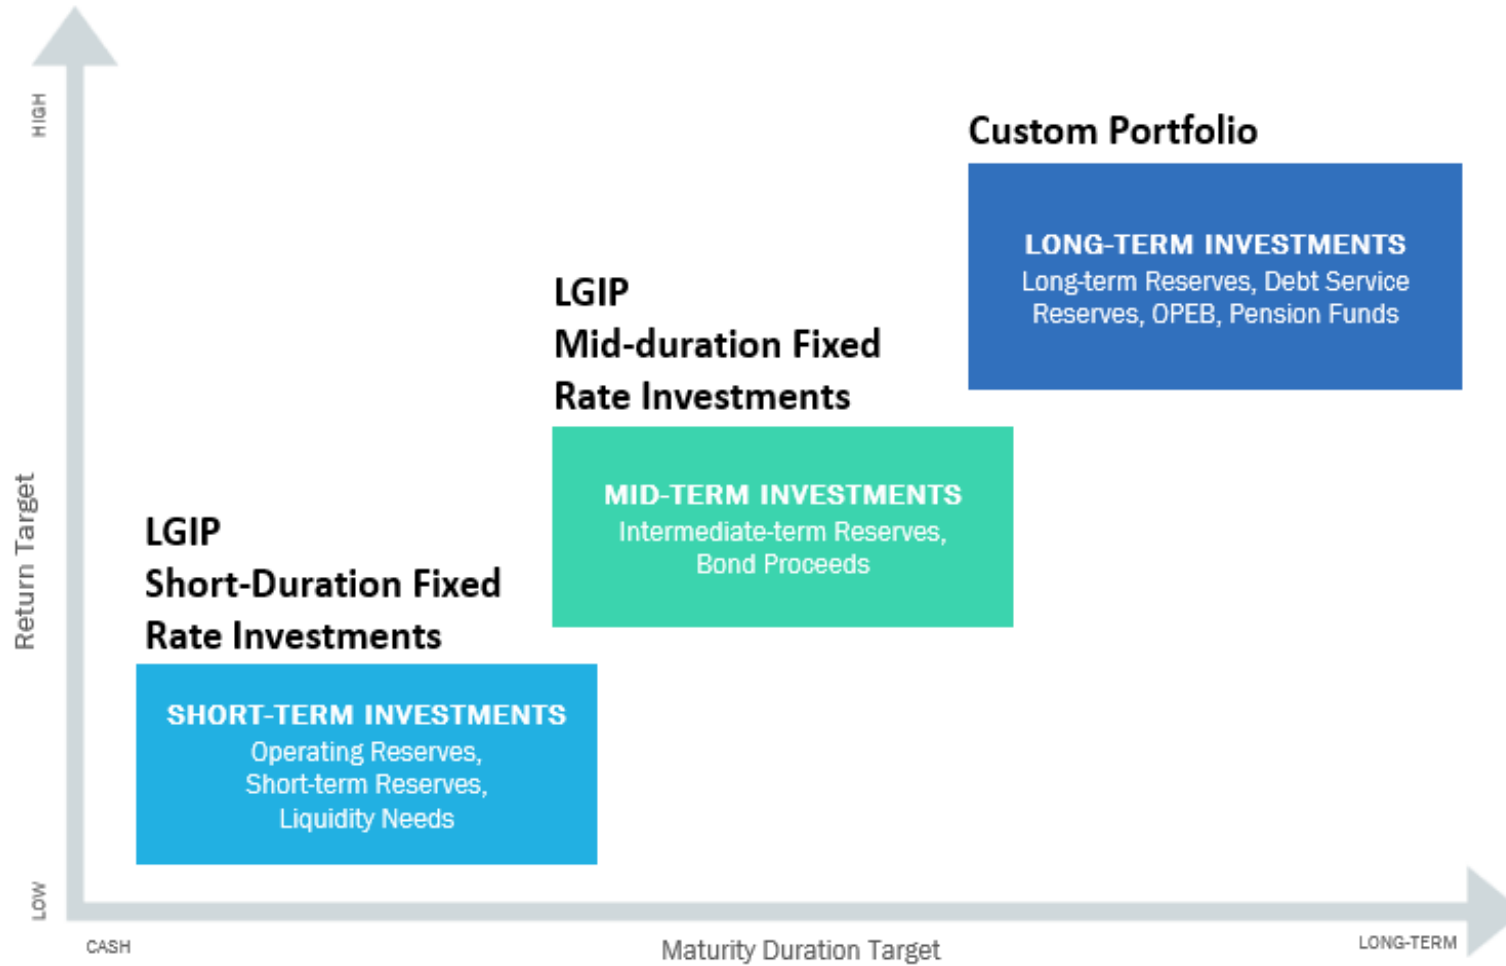 HIGH
Custom Portfolio
LONG-TERM INVESTMENTS
Long-term Reserves, Debt Service
Reserves, OPEB, Pension Funds
LGIP
Mid-duration Fixed
Rate Investments
MID-TERM INVESTMENTS
Intermediate-term Reserves,
Bond Proceeds
Return Target
LGIP
Short-Duration Fixed
Rate Investments
SHORT-TERM INVESTMENTS
Operating Reserves,
Short-term Reserves,
Liquidity Needs
LOW
CASH
Maturity Duration Target
LONG-TERM